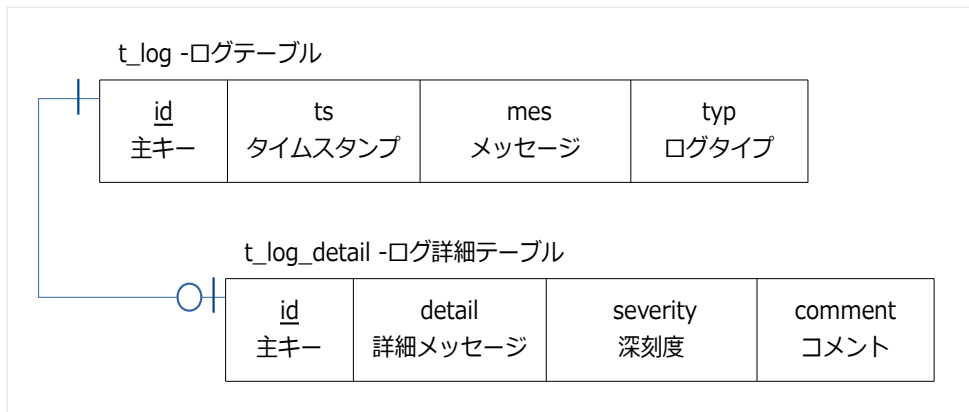 t_log -ログテーブル
id ts mes typ
主キー タイムスタンプ メッセージ ログタイプ
t_log_detail -ログ詳細テーブル
id detail severity comment
主キー 詳細メッセージ 深刻度 コメント